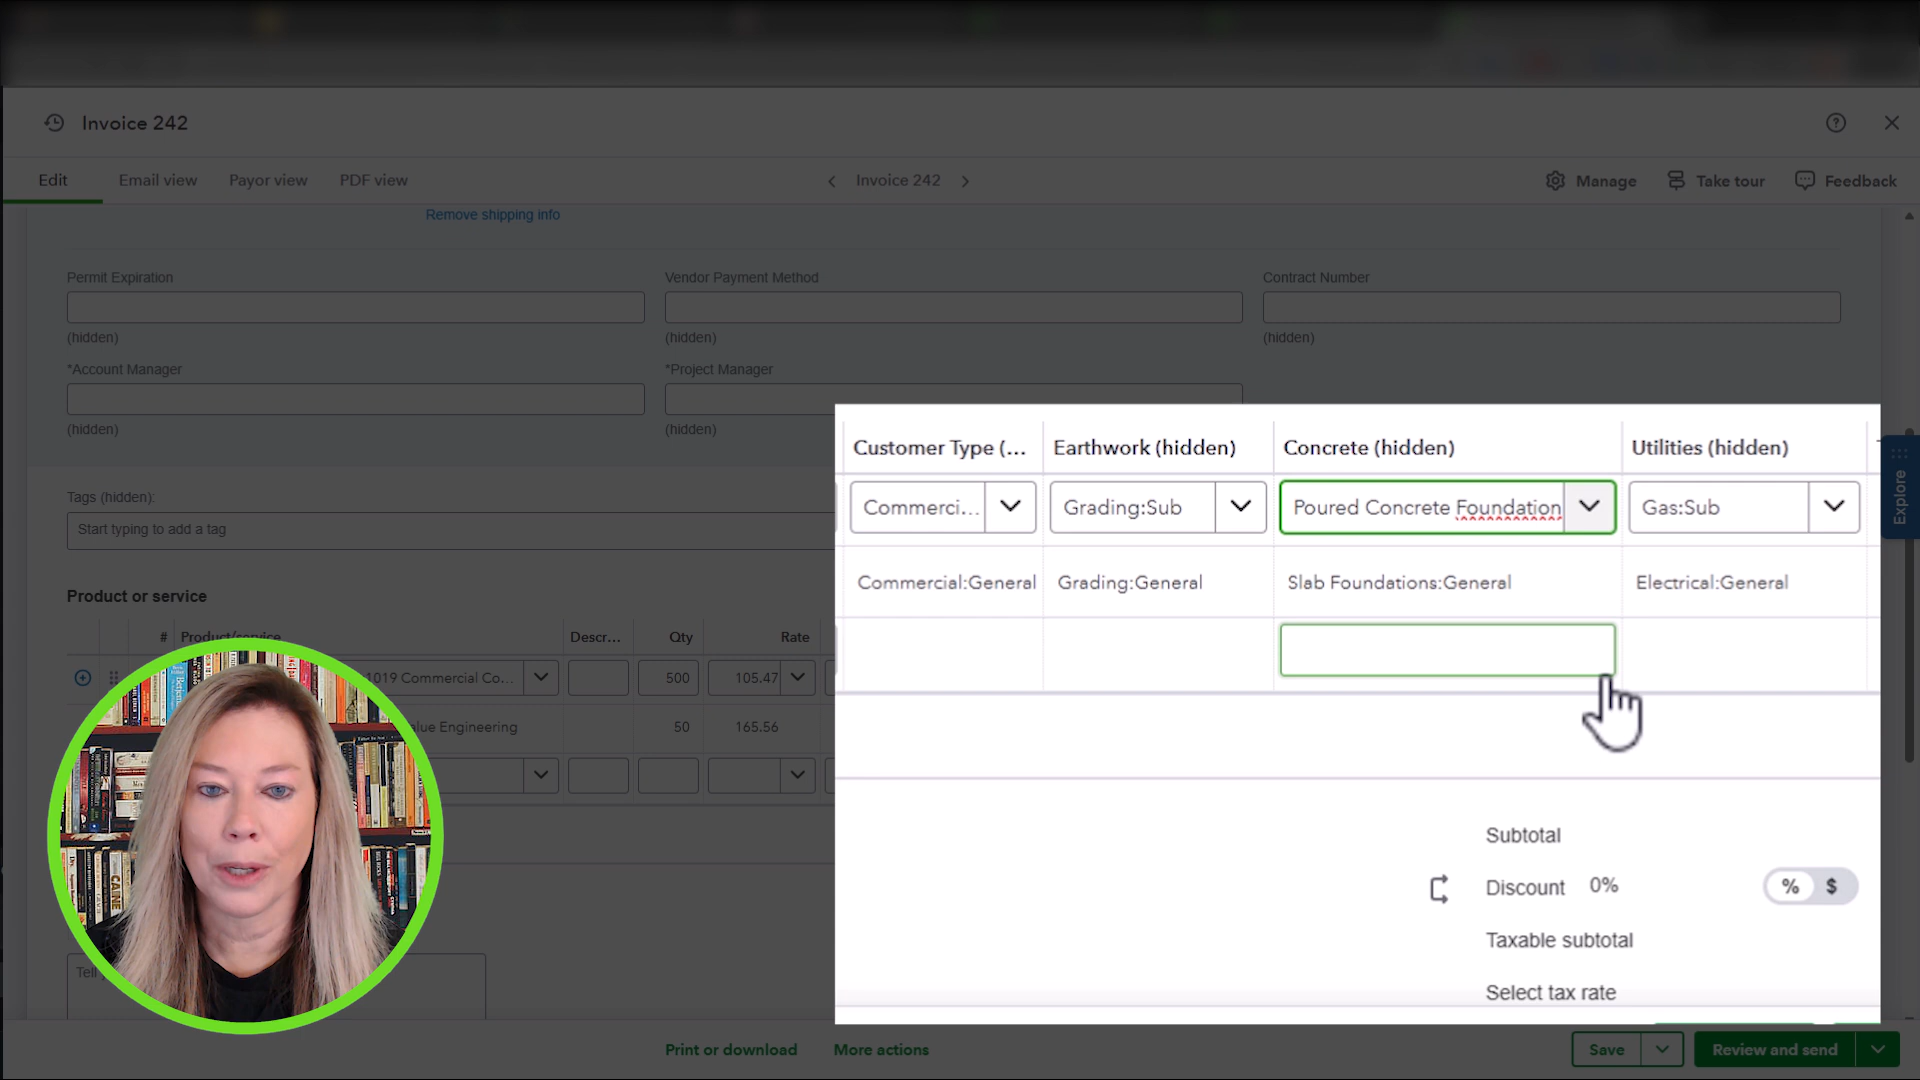 Invoice 242
Edit
Email view
Payor view
PDF view
Invoice 242
Manage
Take tour
Feedback
Remove shipping info
Permit Expiration
Vendor Payment Method
Contract Number
(hidden)
(hidden)
(hidden)
*Account Manager
*Project Manager
(hidden)
(hidden)
Customer Type (...
Earthwork (hidden)
Concrete (hidden)
Utilities (hidden)
Commerci...
Grading:Sub
Poured Concrete Foundation
Gas:Sub
Explore
Tags (hidden):
Start typing to add a tag
Commercial:General
Grading:General
Slab Foundations:General
Electrical:General
Product or service
# Product/service
Descr...
Qty
Rate
1019 Commercial Co...
500
105.47
Engineering
50
165.56
Subtotal
Discount 0%
% $
Taxable subtotal
Select tax rate
Tell
CAINE
Print or download
More actions
Save
Review and send